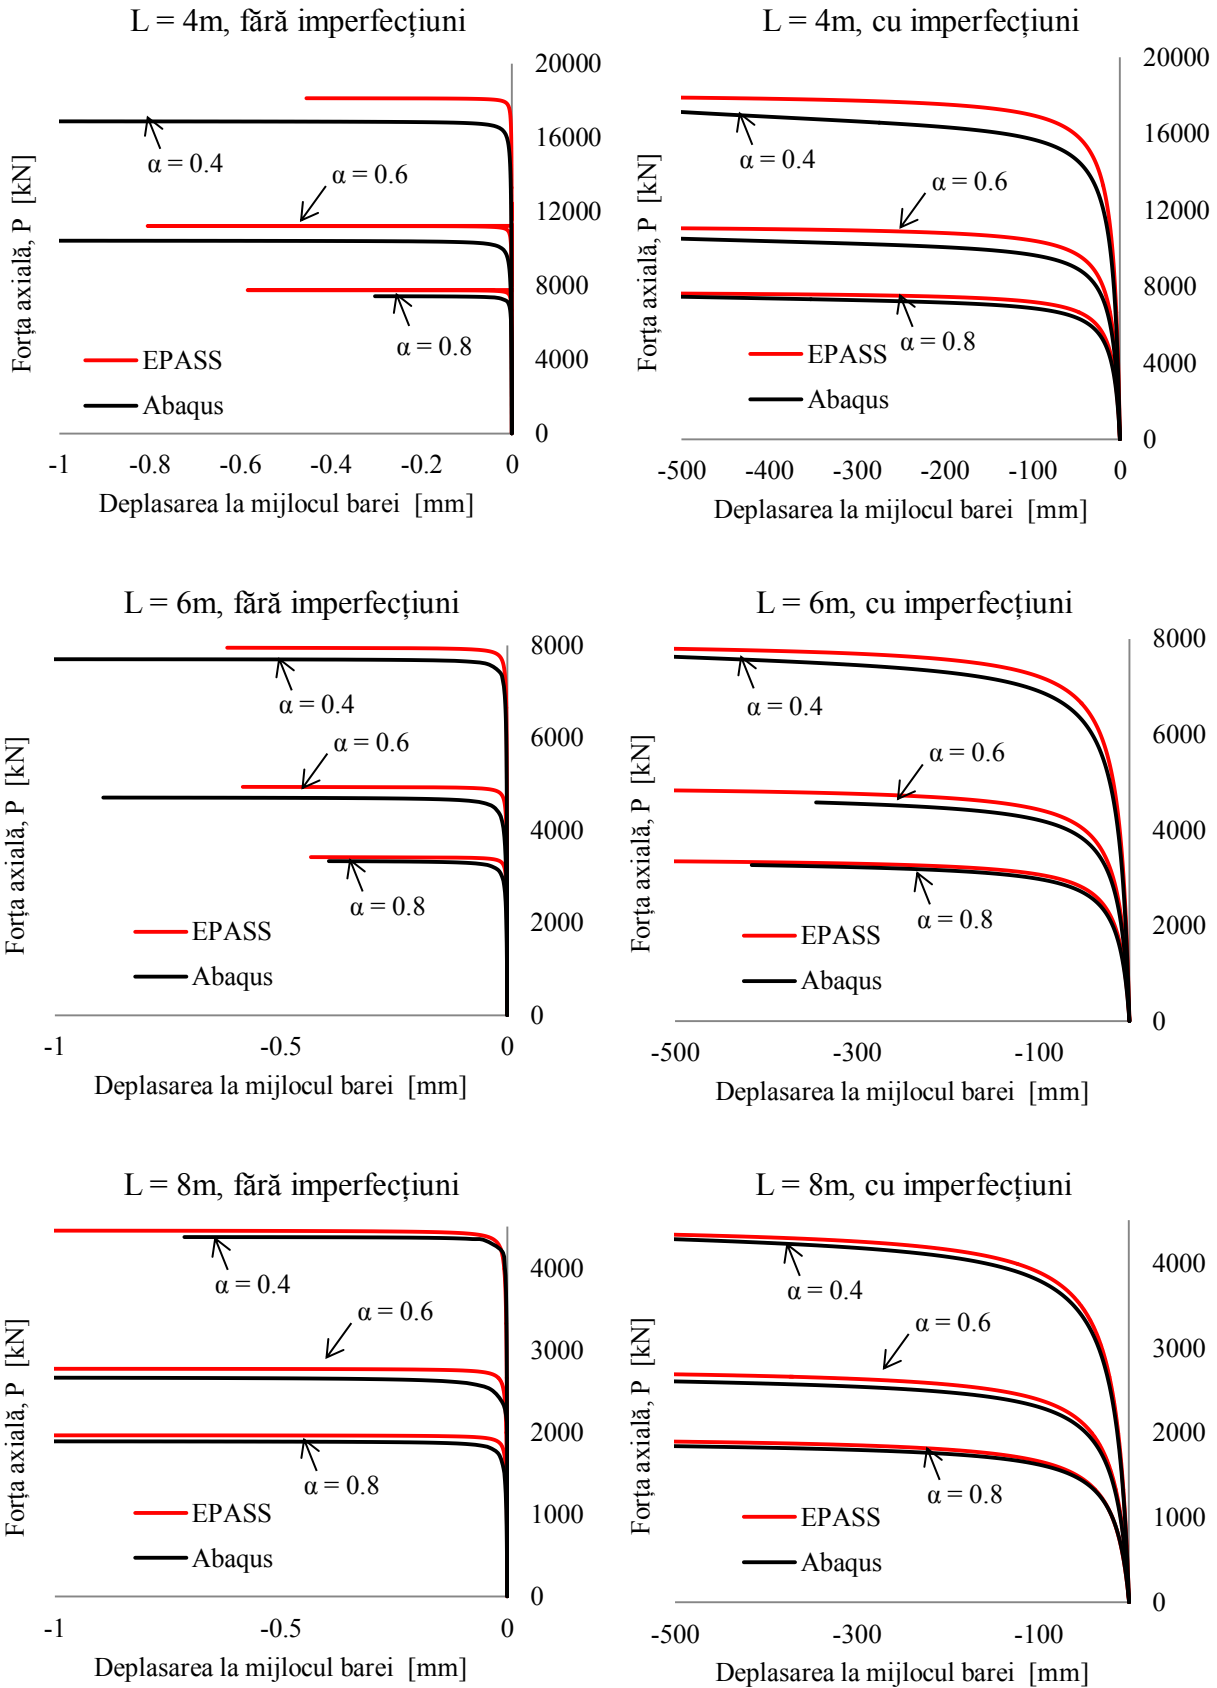 L = 4m, fără imperfecțiuni
20000
16000
12000
8000
4000
0
α = 0.4
α = 0.6
α = 0.8
EPASS
Abaqus
Forța axială, P [kN]
-1 -0.8 -0.6 -0.4 -0.2 0
Deplasarea la mijlocul barei [mm]
L = 4m, cu imperfecțiuni
20000
16000
12000
8000
4000
0
α = 0.4
α = 0.6
α = 0.8
EPASS
Abaqus
Forța axială, P [kN]
-500 -400 -300 -200 -100 0
Deplasarea la mijlocul barei [mm]
L = 6m, fără imperfecțiuni
8000
6000
4000
2000
0
α = 0.4
α = 0.6
α = 0.8
EPASS
Abaqus
Forța axială, P [kN]
-1 -0.5 0
Deplasarea la mijlocul barei [mm]
L = 6m, cu imperfecțiuni
8000
6000
4000
2000
0
α = 0.4
α = 0.6
α = 0.8
EPASS
Abaqus
Forța axială, P [kN]
-500 -300 -100
Deplasarea la mijlocul barei [mm]
L = 8m, fără imperfecțiuni
4000
3000
2000
1000
0
α = 0.4
α = 0.6
α = 0.8
EPASS
Abaqus
Forța axială, P [kN]
-1 -0.5 0
Deplasarea la mijlocul barei [mm]
L = 8m, cu imperfecțiuni
4000
3000
2000
1000
0
α = 0.4
α = 0.6
α = 0.8
EPASS
Abaqus
Forța axială, P [kN]
-500 -300 -100
Deplasarea la mijlocul barei [mm]